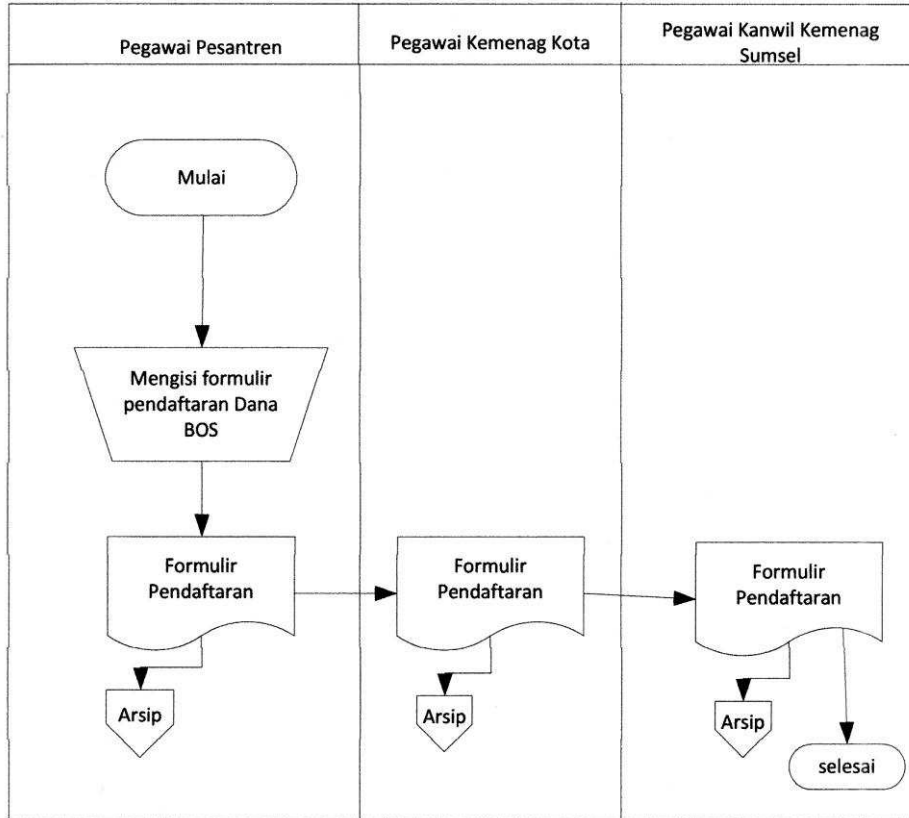 Pegawai Pesantren
Pegawai Kemenag Kota
Pegawai Kanwil Kemenag
Sumsel
Mulai
Mengisi formulir
pendaftaran Dana
BOS
Formulir
Pendaftaran
Formulir
Pendaftaran
Formulir
Pendaftaran
Arsip
Arsip
Arsip
selesai